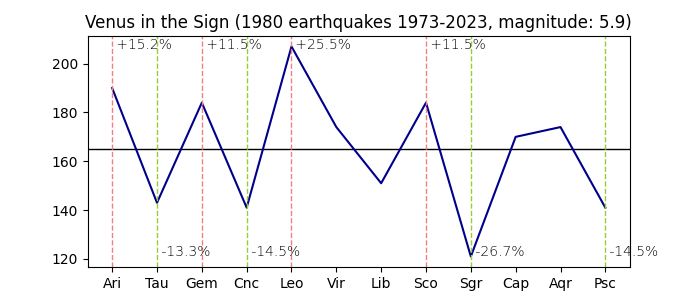 Venus in the Sign (1980 earthquakes 1973-2023, magnitude: 5.9)
+15.2% +11.5% +25.5% +11.5%
200
180
160
140
120
-13.3% -14.5% -26.7% -14.5%
Ari Tau Gem Cnc Leo Vir Lib Sco Sgr Cap Aqr Psc